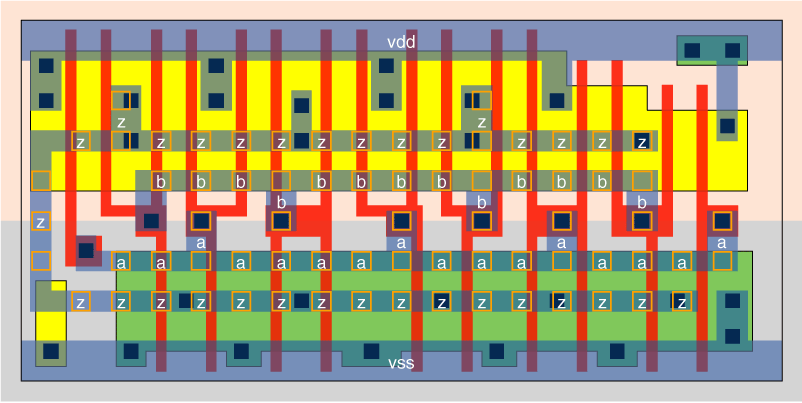 vdd
z z
z z z z z z z z z z z z z
b b b b b b b b b b
z b b b
a a a a
a a a a a a a a a a a a a a a
z z z z z z z z z z z z z z z z
vss